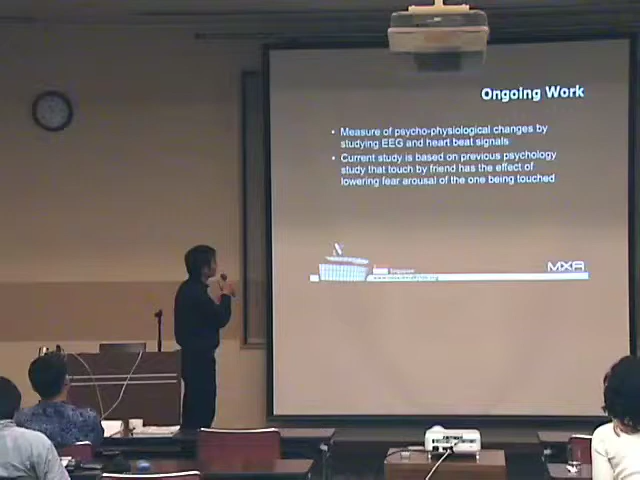 Ongoing Work
• Measure of psycho-physiological changes by
studying EEG and heart beat signals
• Current study is based on previous psychology
study that touch by friend has the effect of
lowering fear arousal of the one being touched
Singapore
MXR